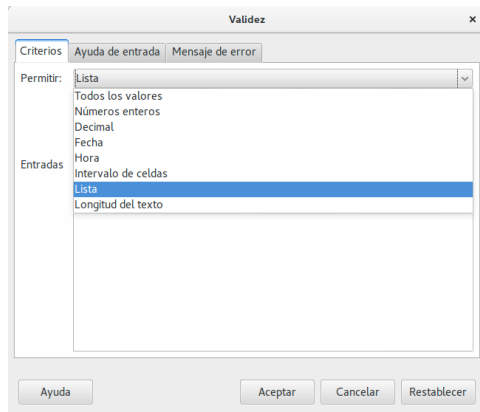 Validez ×
Criterios Ayuda de entrada Mensaje de error
Permitir: Lista
Todos los valores
Números enteros
Decimal
Fecha
Hora
Entradas
Intervalo de celdas
Lista
Longitud del texto
Ayuda Aceptar Cancelar Restablecer